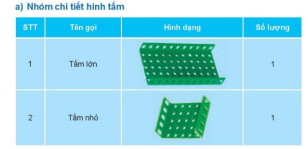 a) Nhóm chi tiết hình tấm
STT Tên gọi Hình dạng Số lượng
1 Tấm lớn 1
2 Tấm nhỏ 1